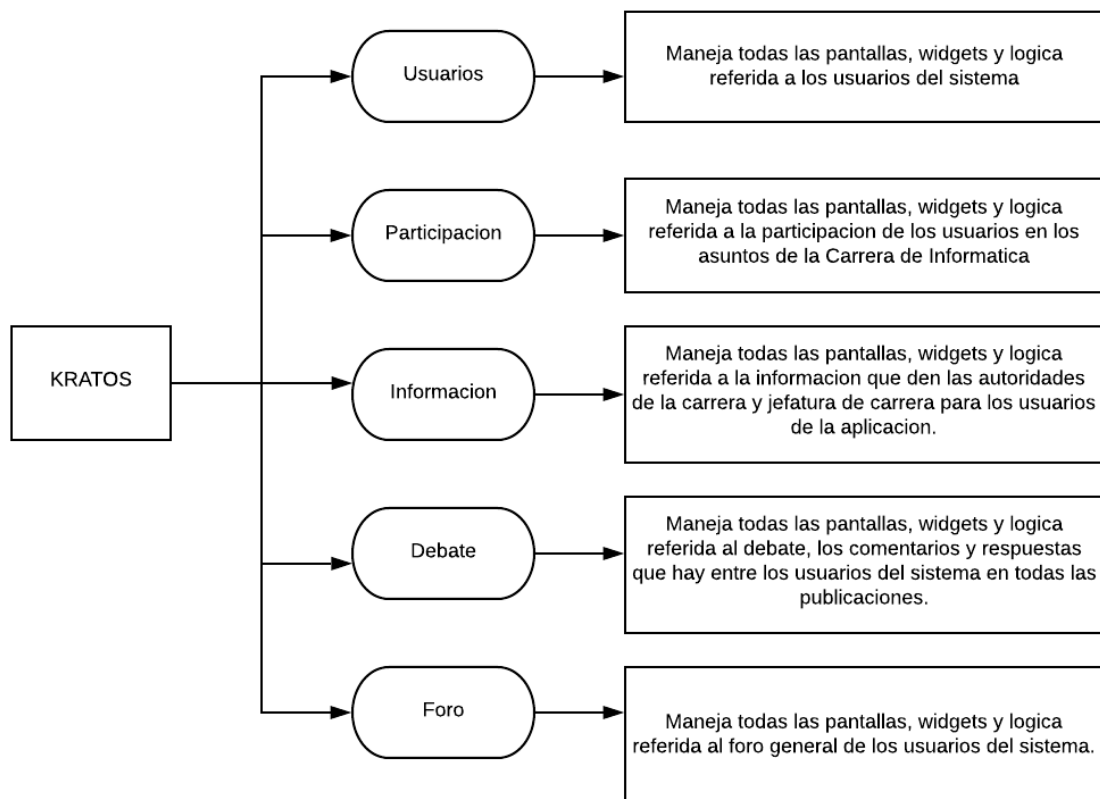 Usuarios
Maneja todas las pantallas, widgets y logica
referida a los usuarios del sistema
Participacion
Maneja todas las pantallas, widgets y logica
referida a la participacion de los usuarios en los
asuntos de la Carrera de Informatica
KRATOS
Informacion
Maneja todas las pantallas, widgets y logica
referida a la informacion que den las autoridades
de la carrera y jefatura de carrera para los usuarios
de la aplicacion.
Debate
Maneja todas las pantallas, widgets y logica
referida al debate, los comentarios y respuestas
que hay entre los usuarios del sistema en todas las
publicaciones.
Foro
Maneja todas las pantallas, widgets y logica
referida al foro general de los usuarios del sistema.